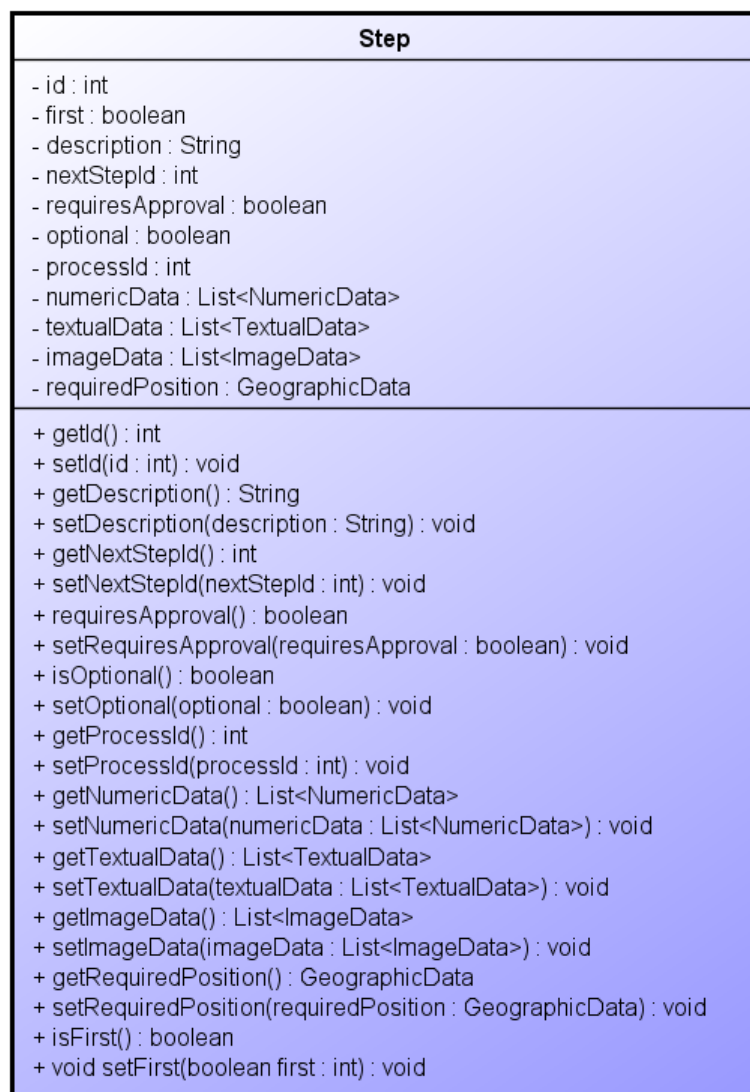 Step
- id : int
- first : boolean
- description : String
- nextStepId : int
- requiresApproval : boolean
- optional : boolean
- processId : int
- numericData : List<NumericData>
- textualData : List<TextualData>
- imageData : List<ImageData>
- requiredPosition : GeographicData
+ getId() : int
+ setId(id : int) : void
+ getDescription() : String
+ setDescription(description : String) : void
+ getNextStepId() : int
+ setNextStepId(nextStepId : int) : void
+ requiresApproval() : boolean
+ setRequiresApproval(requiresApproval : boolean) : void
+ isOptional() : boolean
+ setOptional(optional : boolean) : void
+ getProcessId() : int
+ setProcessId(processId : int) : void
+ getNumericData() : List<NumericData>
+ setNumericData(numericData : List<NumericData>) : void
+ getTextualData() : List<TextualData>
+ setTextualData(textualData : List<TextualData>) : void
+ getImageData() : List<ImageData>
+ setImageData(imageData : List<ImageData>) : void
+ getRequiredPosition() : GeographicData
+ setRequiredPosition(requiredPosition : GeographicData) : void
+ isFirst() : boolean
+ void setFirst(boolean first : int) : void